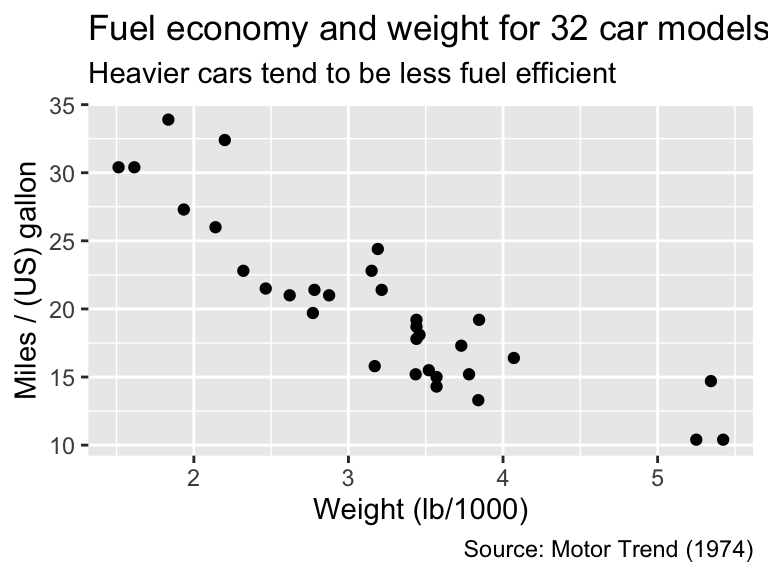 Fuel economy and weight for 32 car models
Heavier cars tend to be less fuel efficient
35
30
25
20
15
10
Miles / (US) gallon
2 3 4 5
Weight (lb/1000)
Source: Motor Trend (1974)